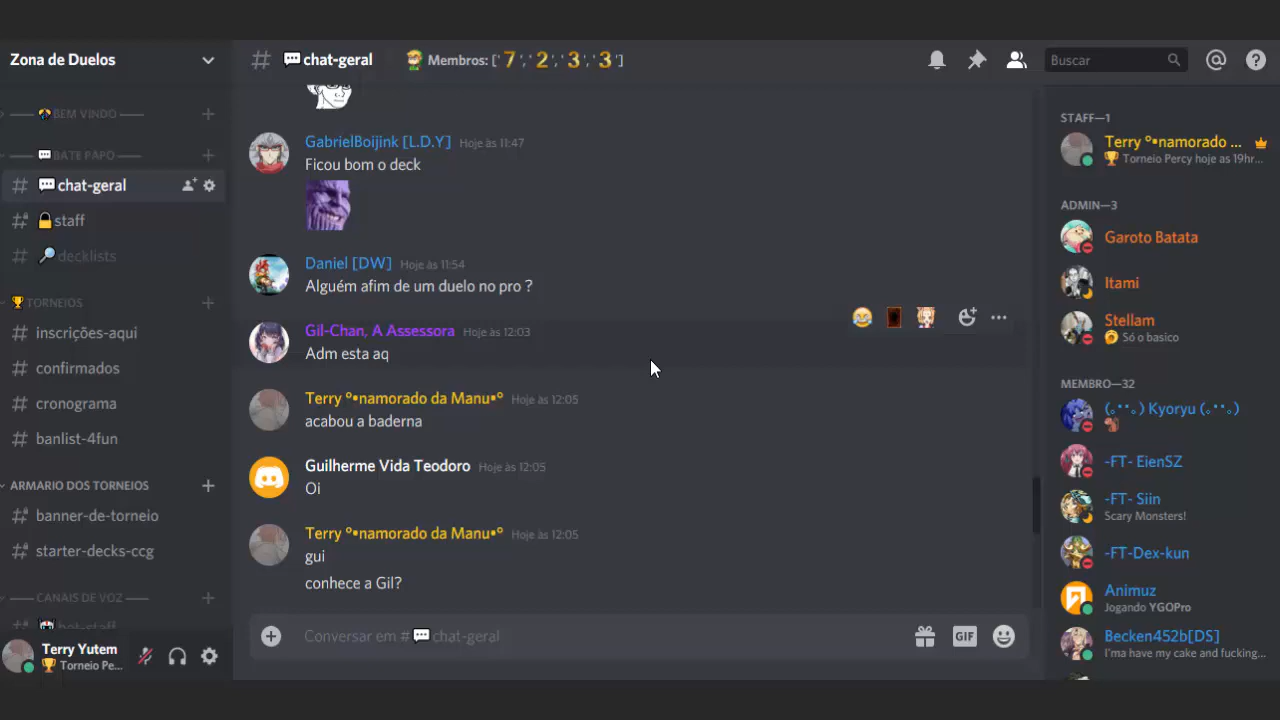 Zona de Duelos
BEM VINDO
BATE PAPO
chat-geral
staff
decklists
TORNEIOS
inscrições-aqui
confirmados
cronograma
banlist-4fun
ARMARIO DOS TORNEIOS
banner-de-torneio
starter-decks-ccg
CANAIS DE VOZ
bot-staff
Terry Yutem
Torneio Pe...
chat-geral
Membros: ['7','2','3','3']
Buscar
GabrielBoijink [L.D.Y] Hoje às 11:47
Ficou bom o deck
Daniel [DW] Hoje às 11:54
Alguém afim de um duelo no pro ?
Gil-Chan, A Assessora Hoje às 12:03
Adm esta aq
Terry °•namorado da Manu•° Hoje às 12:05
acabou a baderna
Guilherme Vida Teodoro Hoje às 12:05
Oi
Terry °•namorado da Manu•° Hoje às 12:05
gui
conhece a Gil?
Conversar em # chat-geral
GIF
STAFF—1
Terry °•namorado ...
Torneio Percy hoje as 19hr...
ADMIN—3
Garoto Batata
Itami
Stellam
Só o basico
MEMBRO—32
(｡･･｡) Kyoryu (｡･･｡)
-FT- EienSZ
-FT- Siin
Scary Monsters!
-FT-Dex-kun
Animuz
Jogando YGOPro
Becken452b[DS]
I'ma have my cake and fucking...